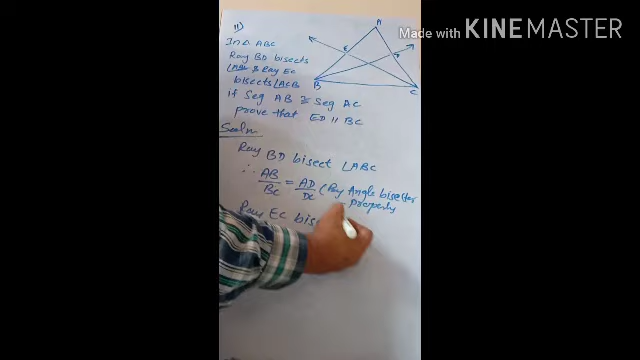 Made with KINEMASTER
11)
A
In Δ ABC
E
Ray BD bisects
∠ABC & Ray EC
bisects ∠ACB
B
C
if Seg AB ≅ Seg AC
prove that ED || BC
Ray BD bisect ∠ABC
∴ AB/BC = AD/DC (By Angle bisector
property
Ray EC bis